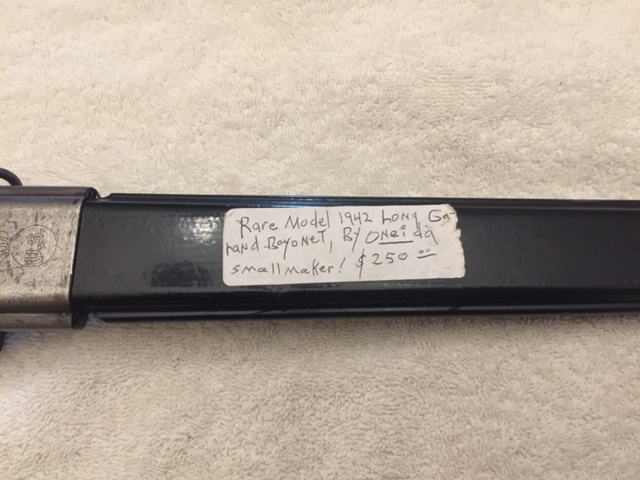 Rare Model 1942 Long Ga-
rand Bayonet, By Oneida
small maker! $250 00